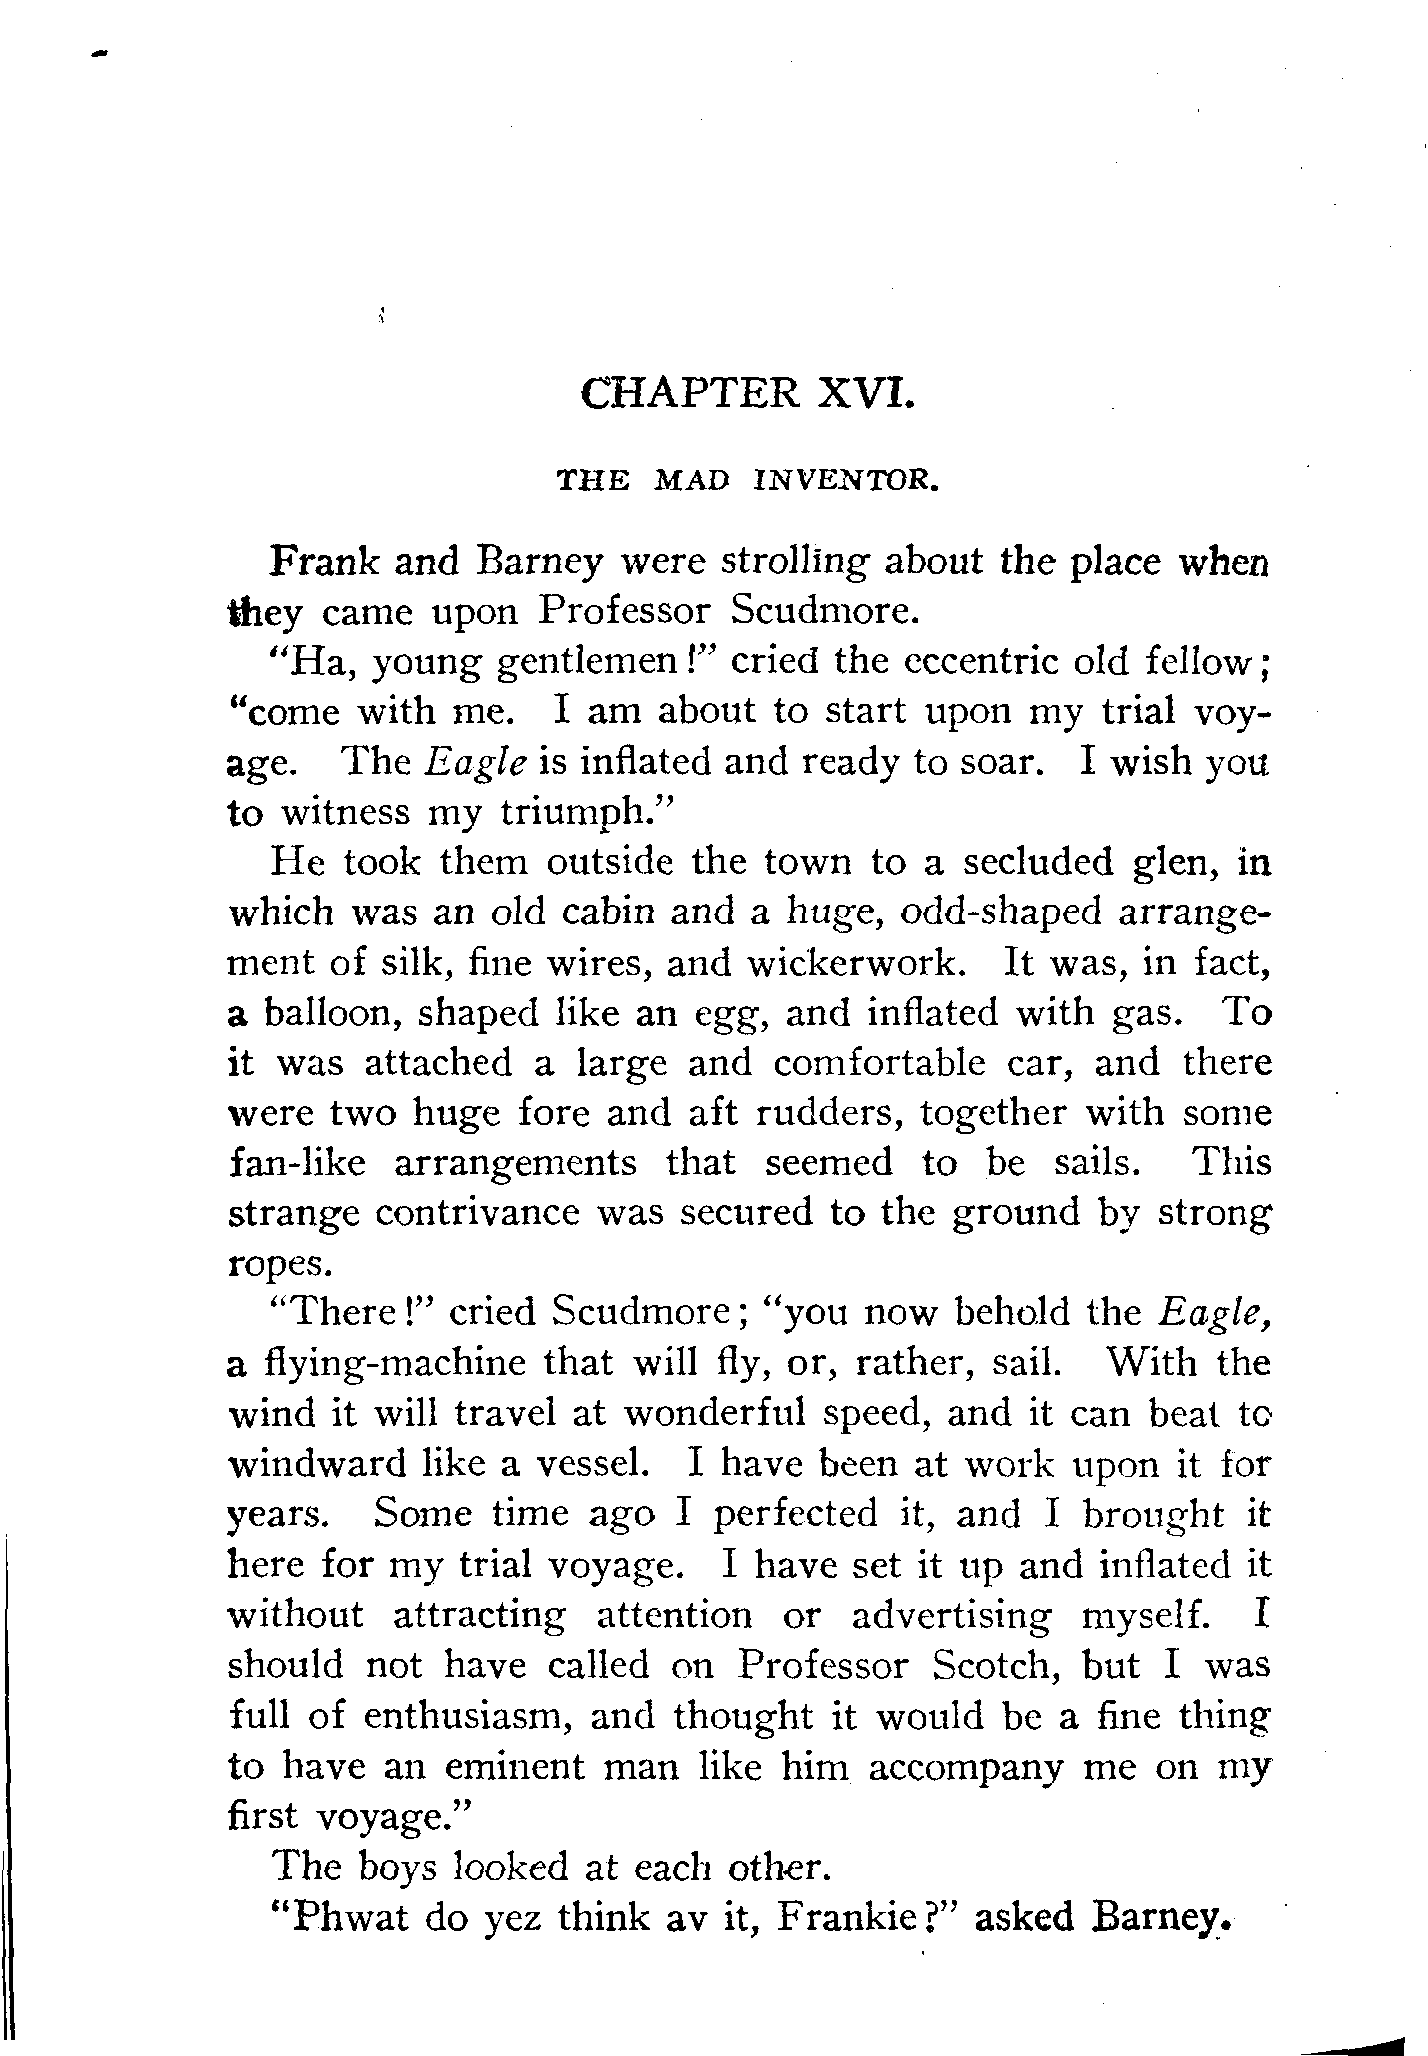 CHAPTER XVI.
THE MAD INVENTOR.
Frank and Barney were strolling about the place when
they came upon Professor Scudmore.
"Ha, young gentlemen!" cried the eccentric old fellow;
"come with me. I am about to start upon my trial voy-
age. The Eagle is inflated and ready to soar. I wish you
to witness my triumph."
He took them outside the town to a secluded glen, in
which was an old cabin and a huge, odd-shaped arrange-
ment of silk, fine wires, and wickerwork. It was, in fact,
a balloon, shaped like an egg, and inflated with gas. To
it was attached a large and comfortable car, and there
were two huge fore and aft rudders, together with some
fan-like arrangements that seemed to be sails. This
strange contrivance was secured to the ground by strong
ropes.
"There!" cried Scudmore; "you now behold the Eagle,
a flying-machine that will fly, or, rather, sail. With the
wind it will travel at wonderful speed, and it can beat to
windward like a vessel. I have been at work upon it for
years. Some time ago I perfected it, and I brought it
here for my trial voyage. I have set it up and inflated it
without attracting attention or advertising myself. I
should not have called on Professor Scotch, but I was
full of enthusiasm, and thought it would be a fine thing
to have an eminent man like him accompany me on my
first voyage."
The boys looked at each other.
"Phwat do yez think av it, Frankie?" asked Barney.